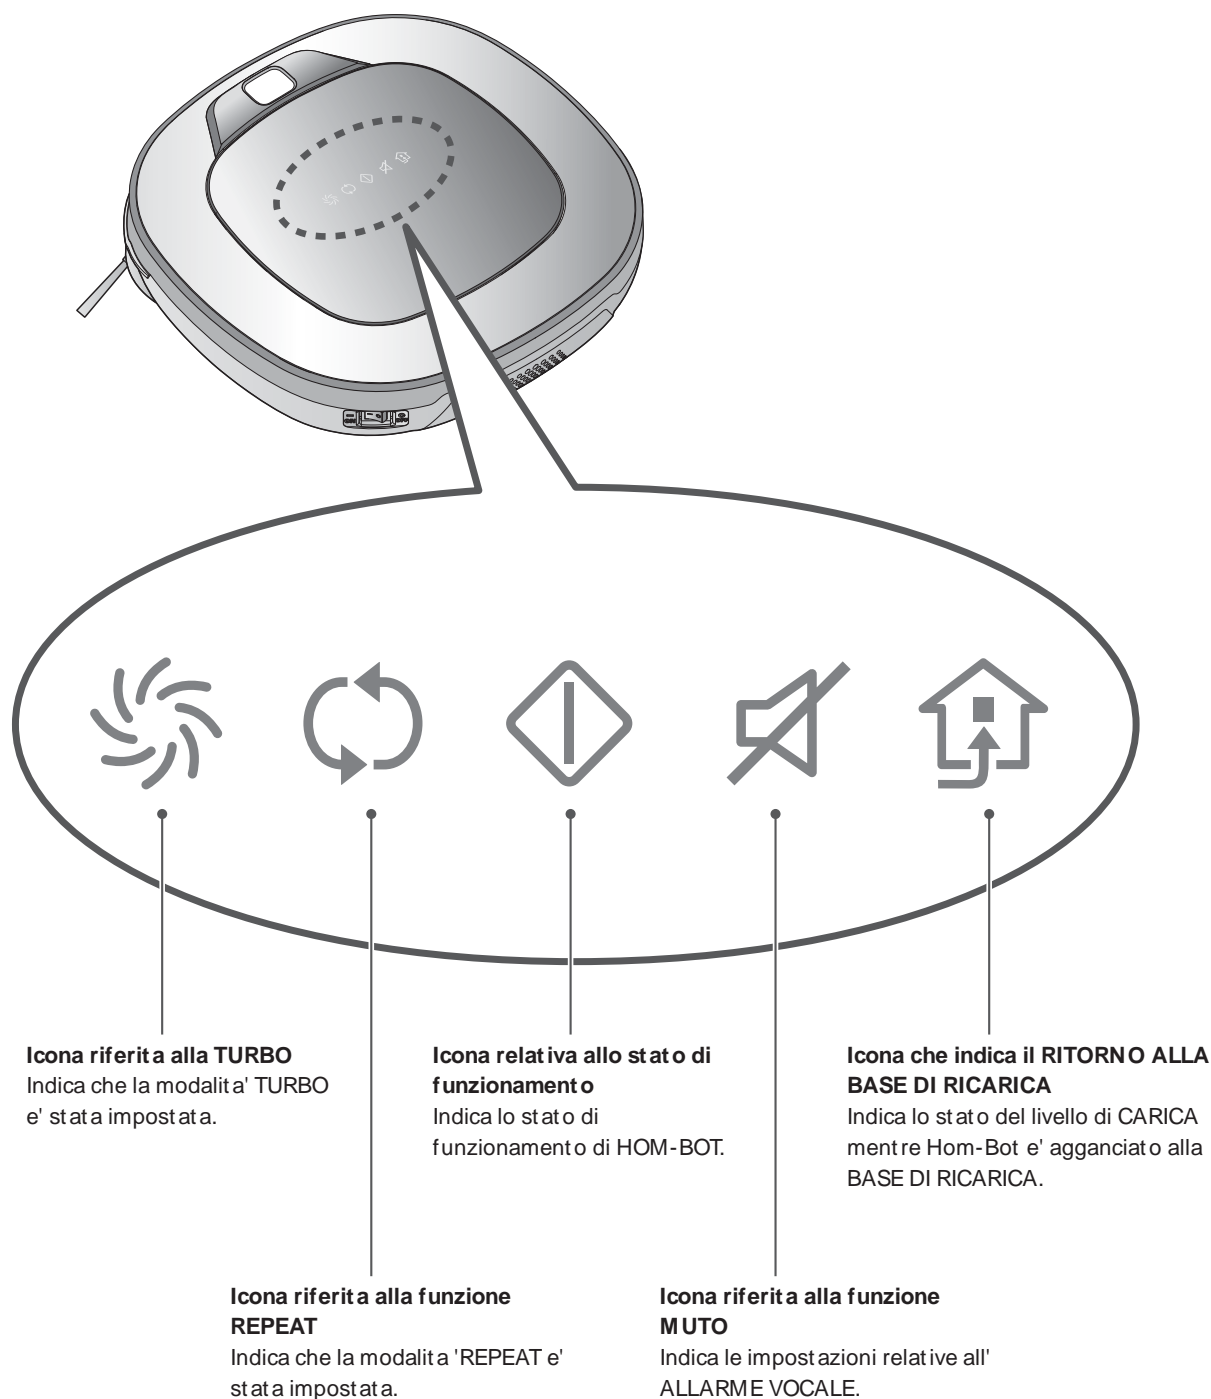 Icona riferita alla TURBO
Indica che la modalita' TURBO
e' stata impostata.
Icona relativa allo stato di
funzionamento
Indica lo stato di
funzionamento di HOM-BOT.
Icona che indica il RITORNO ALLA
BASE DI RICARICA
Indica lo stato del livello di CARICA
mentre Hom-Bot e' agganciato alla
BASE DI RICARICA.
Icona riferita alla funzione
REPEAT
Indica che la modalita 'REPEAT e'
stata impostata.
Icona riferita alla funzione
MUTO
Indica le impostazioni relative all'
ALLARME VOCALE.